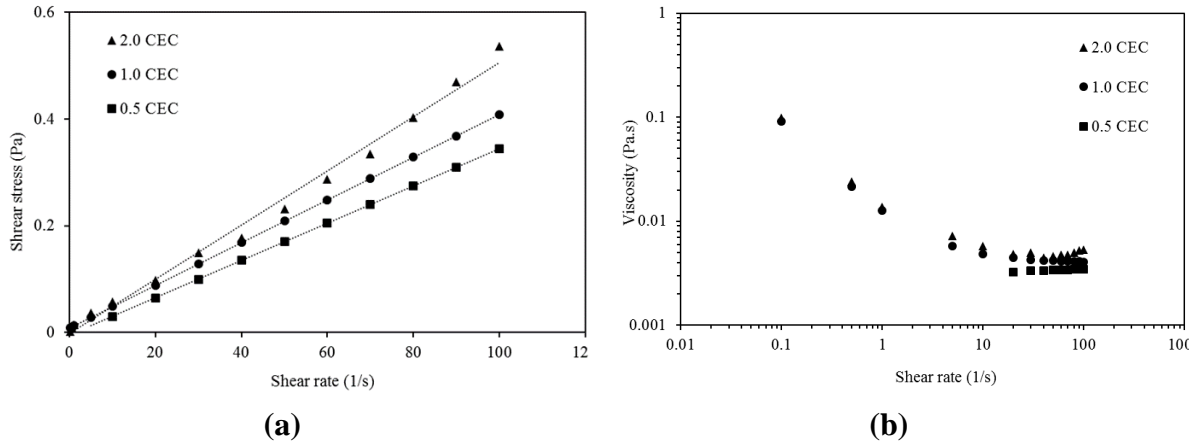 0.6
0.4
0.2
0
0
20
40
60
80
100
12
Shrear stress (Pa)
Shear rate (1/s)
2.0 CEC
1.0 CEC
0.5 CEC
(a)
1
0.1
0.01
0.001
0.01
0.1
1
10
100
100
Viscosity (Pa.s)
Shear rate (1/s)
2.0 CEC
1.0 CEC
0.5 CEC
(b)